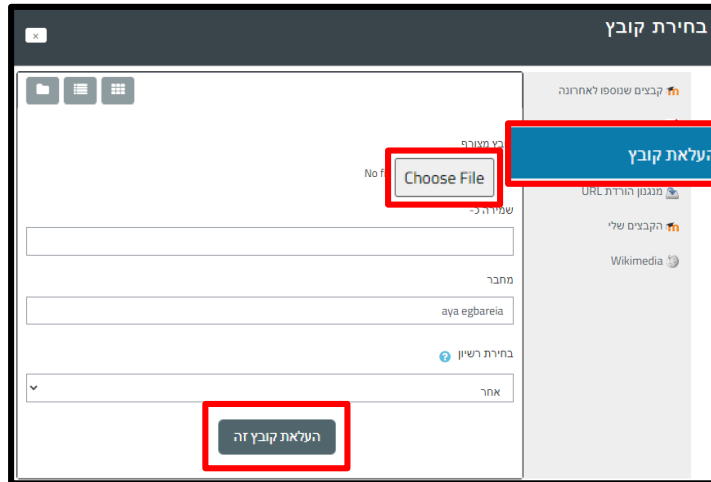 בחירת קובץ
קבצים שנוספו לאחרונה
העלאת קובץ
מנגנון הורדת URL
הקבצים שלי
Wikimedia
מצורף
Choose File
No f
שמירה כ-
מחבר
aya egbareia
בחירת רשיון
אחר
העלאת קובץ זה